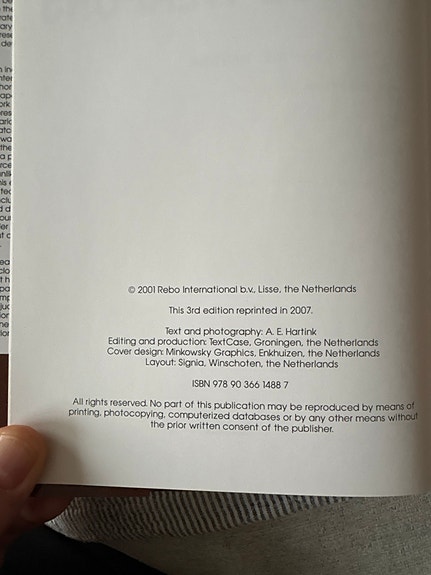 © 2001 Rebo International b.v., Lisse, the Netherlands
This 3rd edition reprinted in 2007.
Text and photography: A. E. Hartink
Editing and production: TextCase, Groningen, the Netherlands
Cover design: Minkowsky Graphics, Enkhuizen, the Netherlands
Layout: Signia, Winschoten, the Netherlands
ISBN 978 90 366 1488 7
All rights reserved. No part of this publication may be reproduced by means of
printing, photocopying, computerized databases or by any other means without
the prior written consent of the publisher.